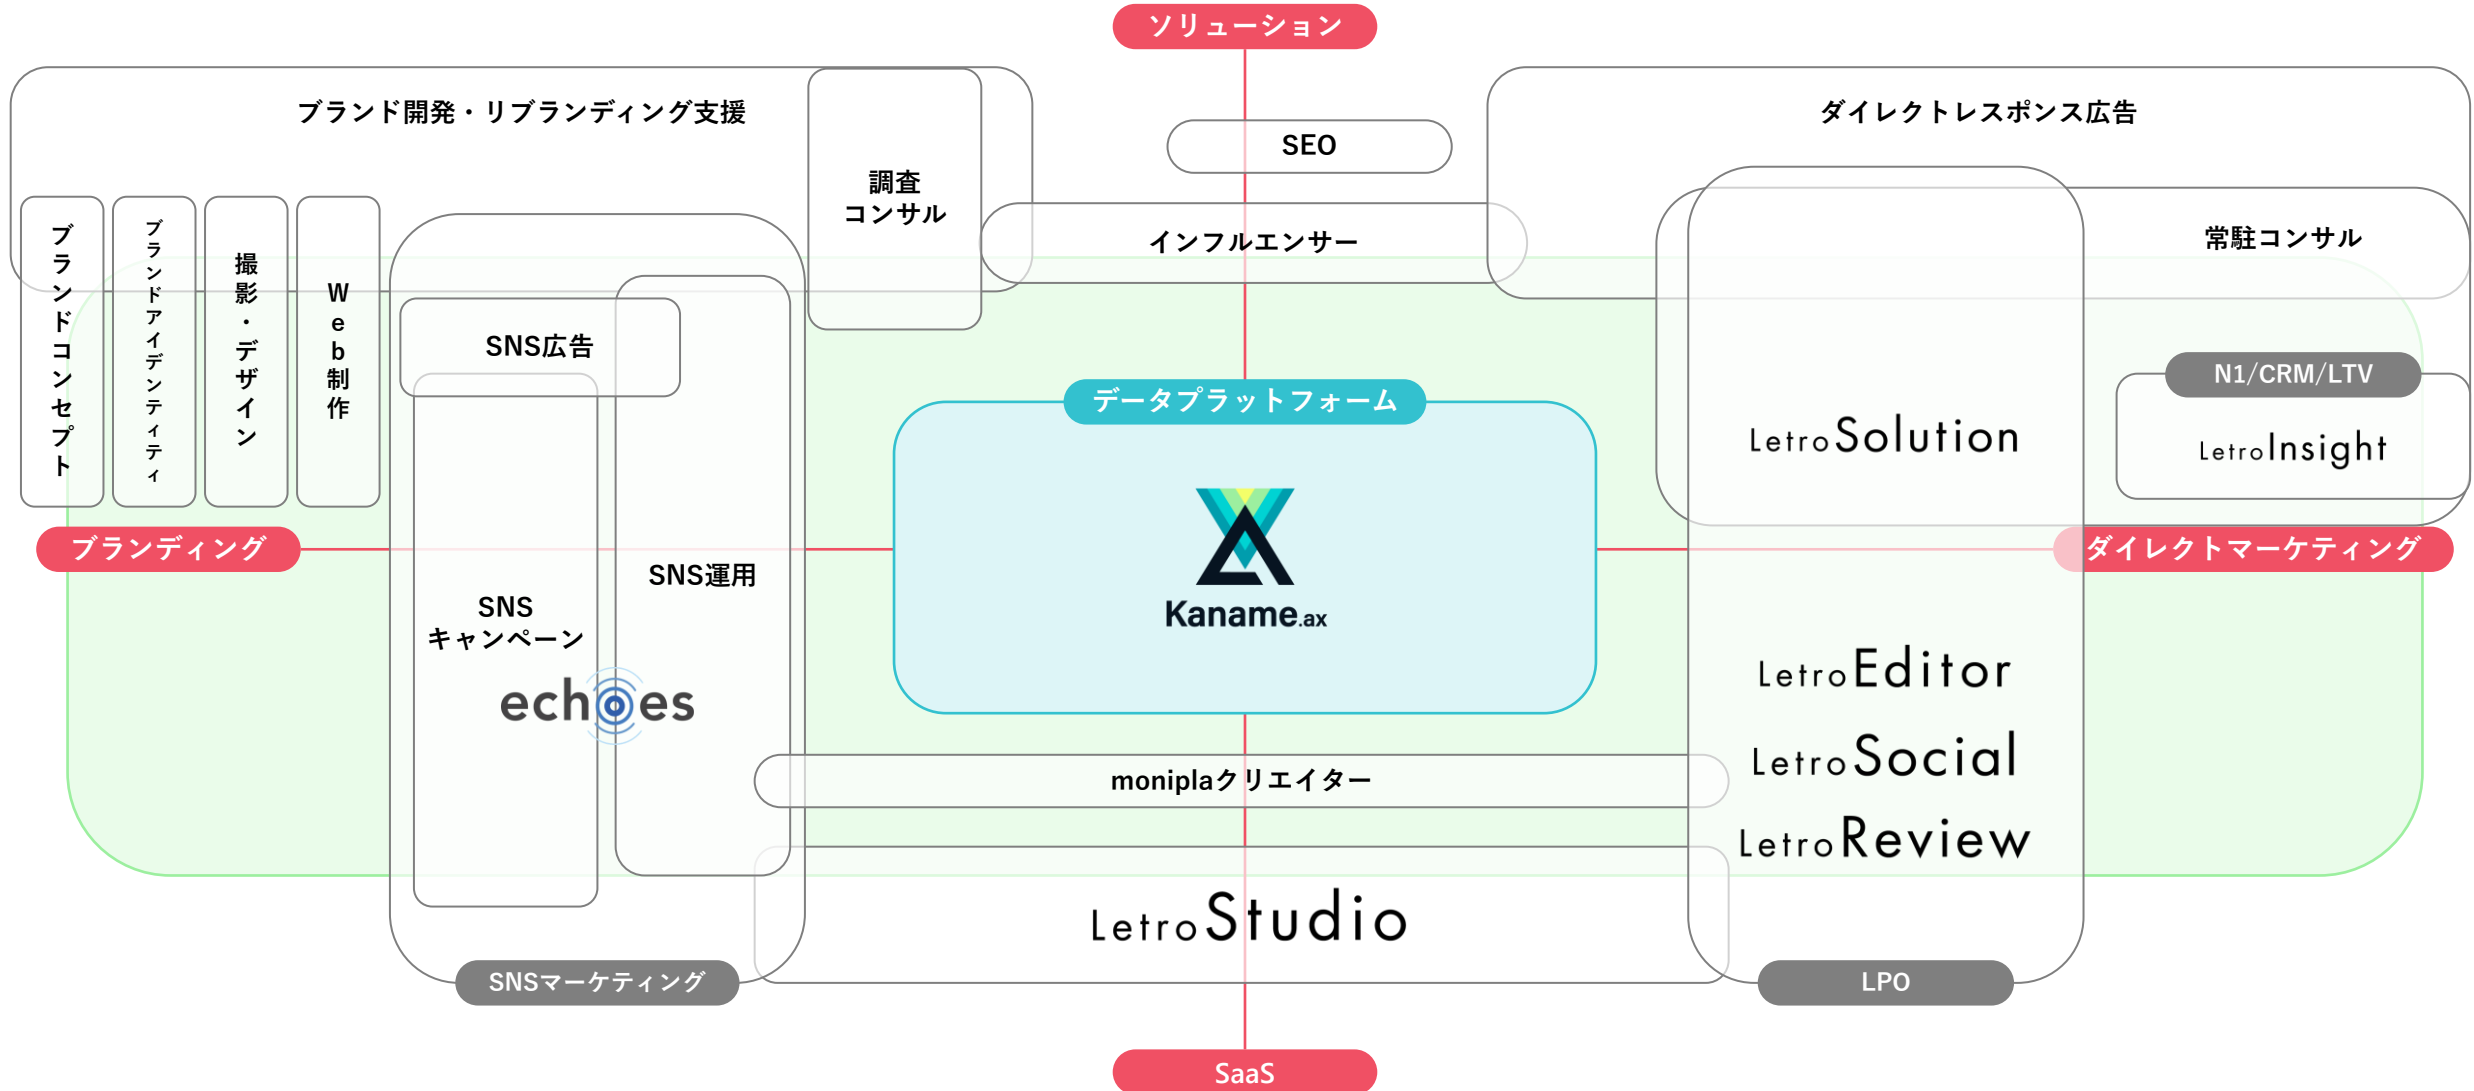 ソリューション
ブランド開発・リブランディング支援
ダイレクトレスポンス広告
SEO
調査
コンサル
インフルエンサー
常駐コンサル
ブランドコンセプト
ブランドアイデンティティ
撮影・デザイン
Web制作
SNS広告
データプラットフォーム
N1/CRM/LTV
LetroSolution
LetroInsight
Kaname.ax
ブランディング
ダイレクトマーケティング
SNS運用
SNS
キャンペーン
echoes
LetroEditor
LetroSocial
moniplaクリエイター
LetroReview
LetroStudio
SNSマーケティング
LPO
SaaS